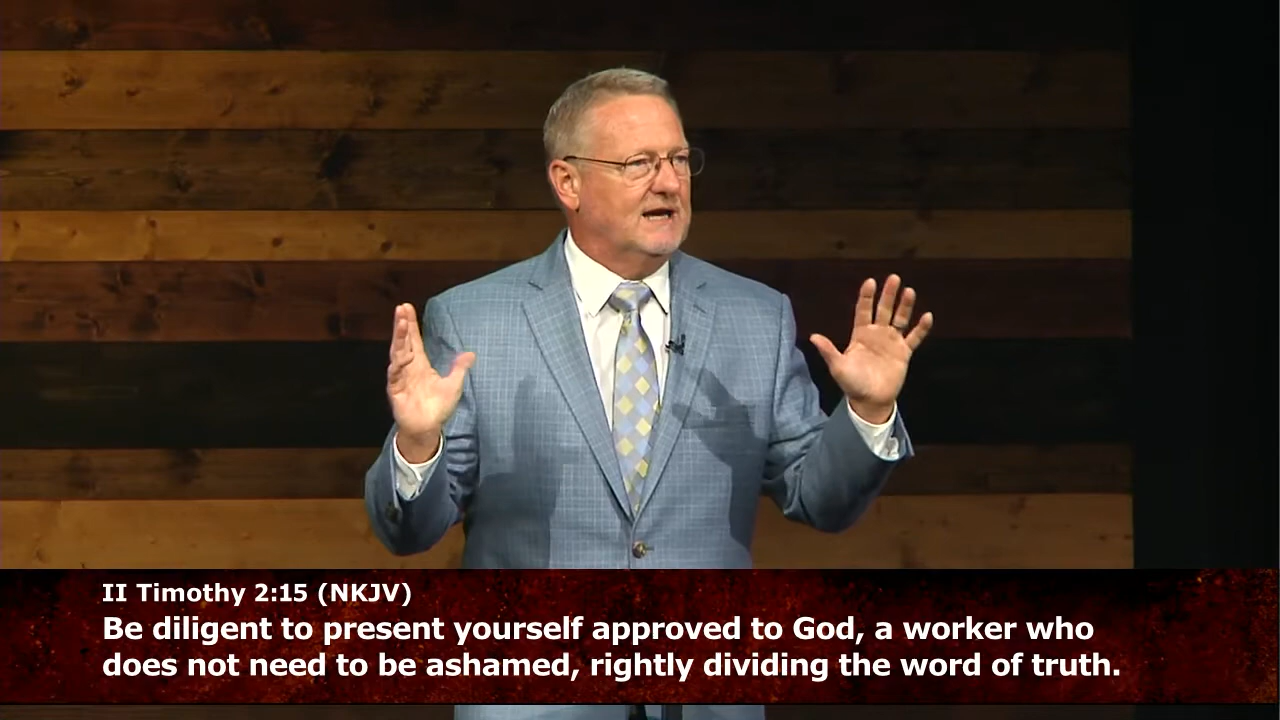 II Timothy 2:15 (NKJV)
Be diligent to present yourself approved to God, a worker who
does not need to be ashamed, rightly dividing the word of truth.